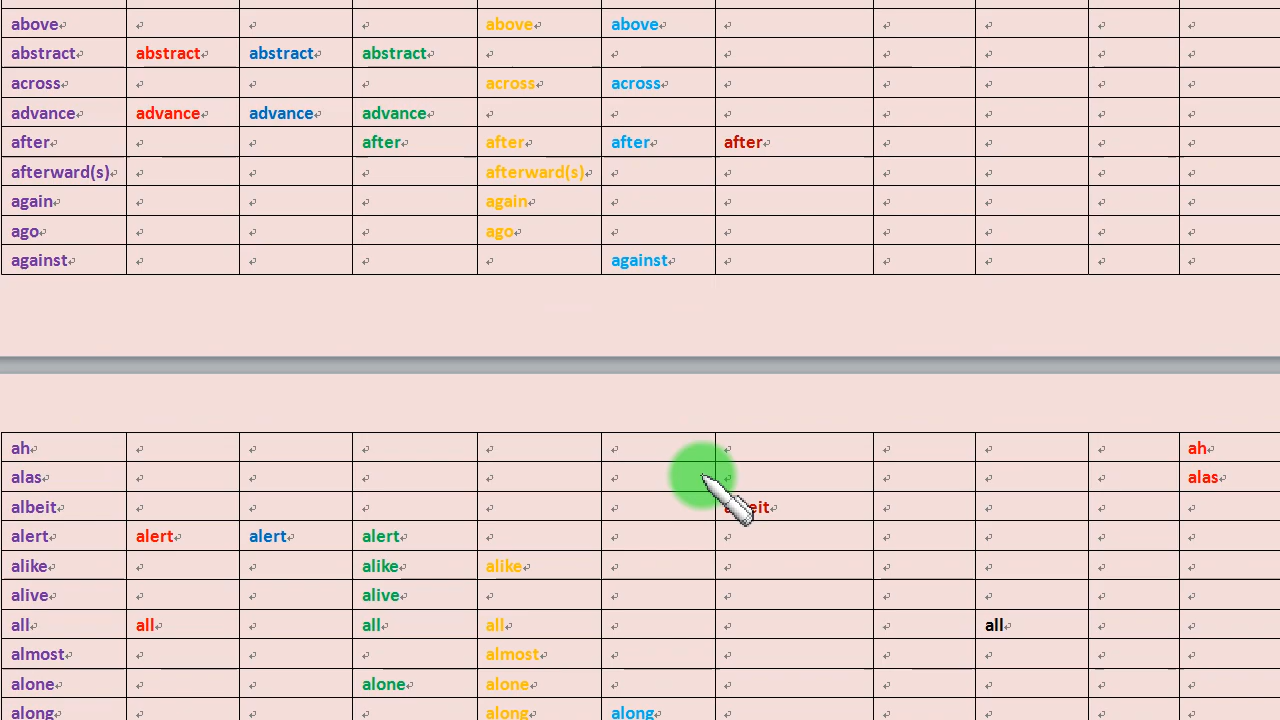 above above above
abstract abstract abstract abstract
across across across
advance advance advance advance
after after after after after
afterward(s) afterward(s)
again again
ago ago
against against
ah ah
alas alas
albeit
alert alert alert alert
alike alike alike
alive alive
all all all all all
almost almost
alone alone alone
along along along